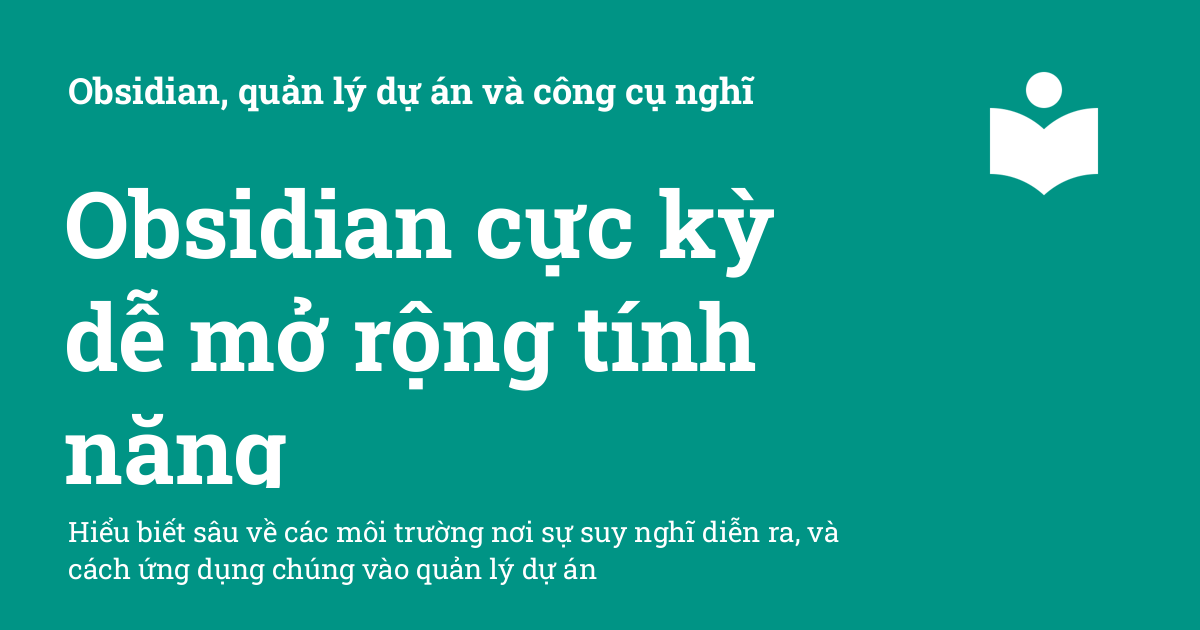 Obsidian, quản lý dự án và công cụ nghĩ
Obsidian cực kỳ
dễ mở rộng tính
năng
Hiểu biết sâu về các môi trường nơi sự suy nghĩ diễn ra, và
cách ứng dụng chúng vào quản lý dự án